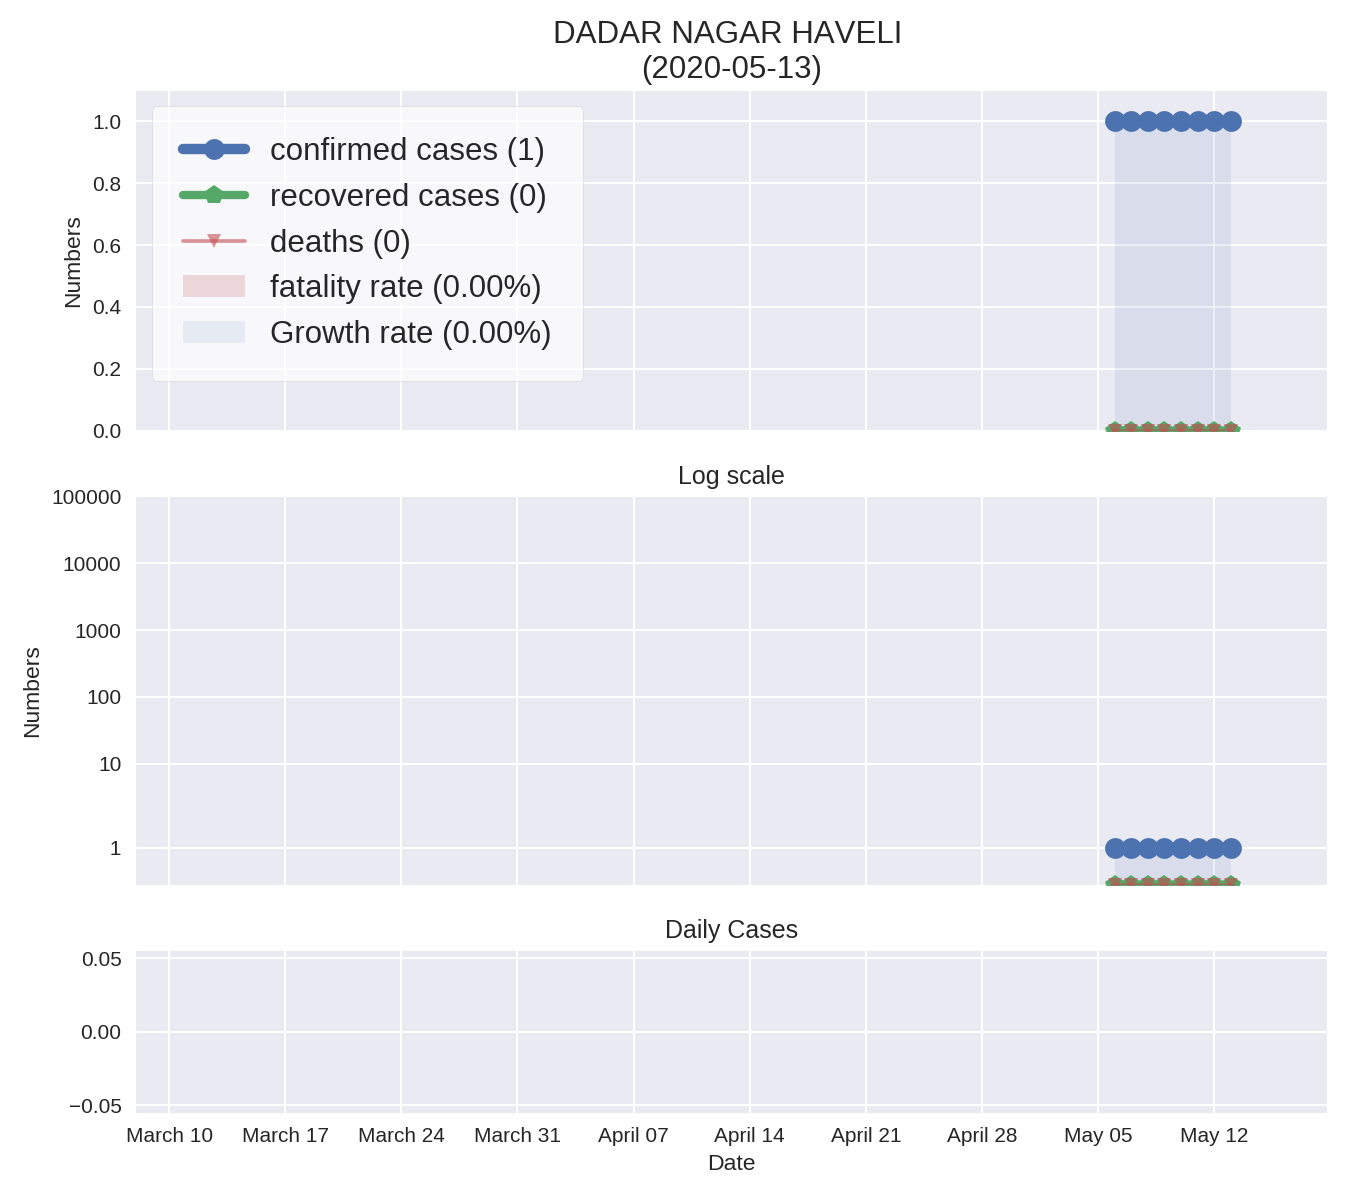 DADAR NAGAR HAVELI
(2020-05-13)
1.0
0.8
0.6
0.4
0.2
0.0
Numbers
confirmed cases (1)
recovered cases (0)
deaths (0)
fatality rate (0.00%)
Growth rate (0.00%)
Log scale
100000
10000
1000
100
10
1
Numbers
Daily Cases
0.05
0.00
−0.05
March 10 March 17 March 24 March 31 April 07 April 14 April 21 April 28 May 05 May 12
Date